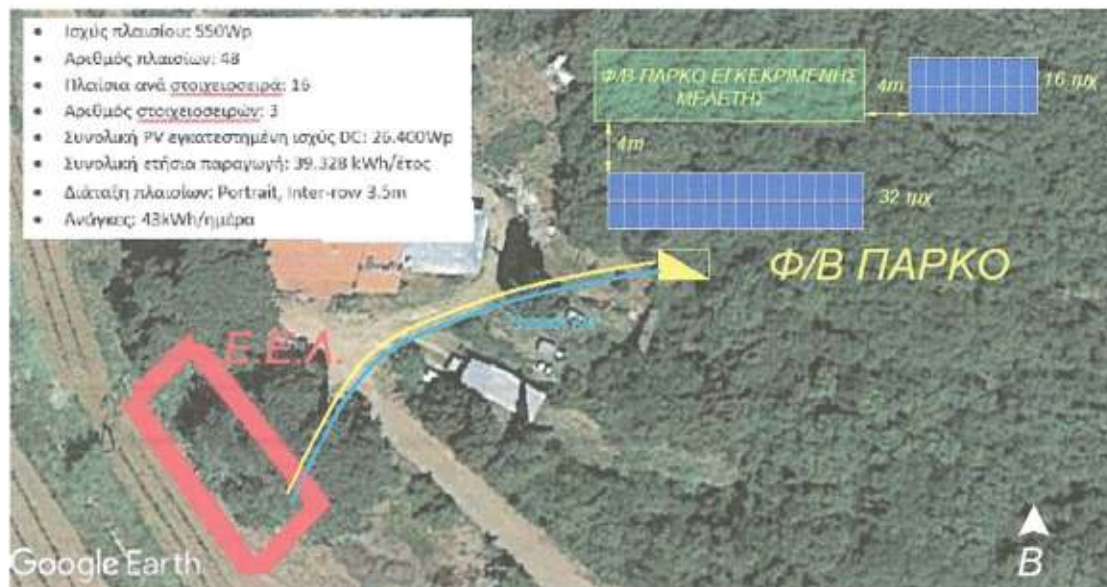 • Ισχύς πλαισίου: 550Wp
• Αριθμός πλαισίων: 48
• Πλαίσια ανά στοιχειοσειρά: 16
• Αριθμός στοιχειοσειρών: 3
• Συνολική PV εγκατεστημένη ισχύς DC: 26.400Wp
• Συνολική ετήσια παραγωγή: 39.328 kWh/έτος
• Διάταξη πλαισίων: Portrait, Inter-row 3.5m
• Ανάγκες: 43kWh/ημέρα
Φ/Β ΠΑΡΚΟ ΕΓΚΕΚΡΙΜΕΝΗΣ
ΜΕΛΕΤΗΣ
4m
16 τμχ
4m
32 τμχ
Φ/Β ΠΑΡΚΟ
Ε.Ε.Λ.
Google Earth
Β